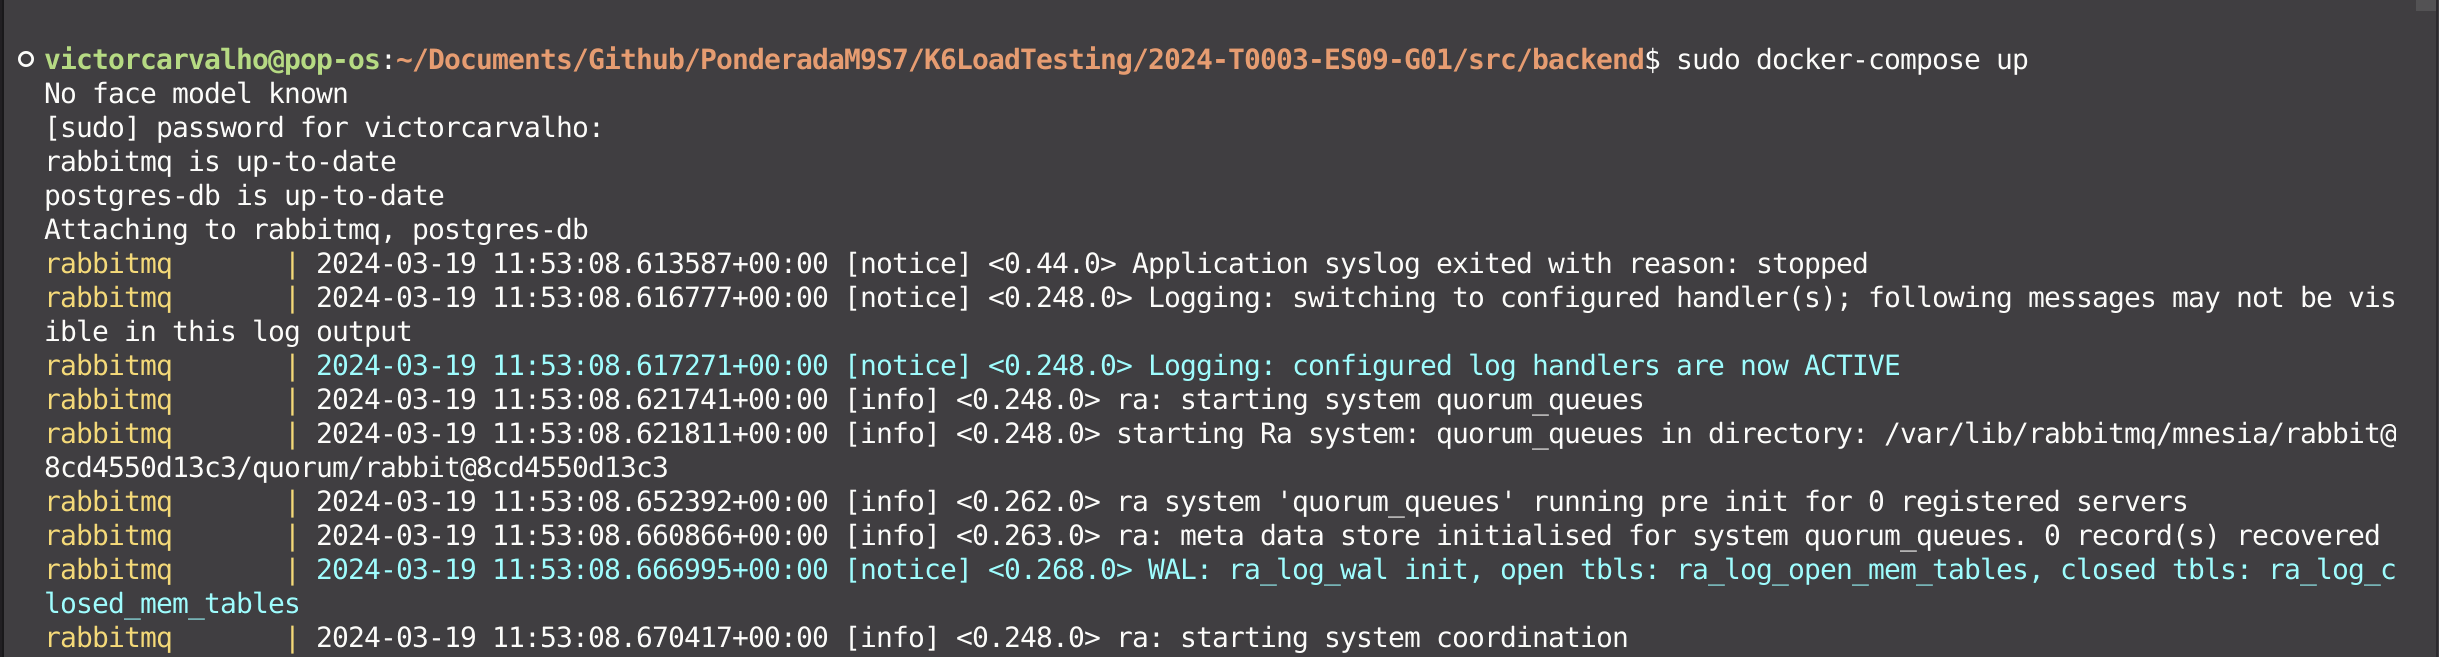 victorcarvalho@pop-os:~/Documents/Github/PonderadaM9S7/K6LoadTesting/2024-T0003-ES09-G01/src/backend$ sudo docker-compose up
No face model known
[sudo] password for victorcarvalho:
rabbitmq is up-to-date
postgres-db is up-to-date
Attaching to rabbitmq, postgres-db
rabbitmq       | 2024-03-19 11:53:08.613587+00:00 [notice] <0.44.0> Application syslog exited with reason: stopped
rabbitmq       | 2024-03-19 11:53:08.616777+00:00 [notice] <0.248.0> Logging: switching to configured handler(s); following messages may not be vis
ible in this log output
rabbitmq       | 2024-03-19 11:53:08.617271+00:00 [notice] <0.248.0> Logging: configured log handlers are now ACTIVE
rabbitmq       | 2024-03-19 11:53:08.621741+00:00 [info] <0.248.0> ra: starting system quorum_queues
rabbitmq       | 2024-03-19 11:53:08.621811+00:00 [info] <0.248.0> starting Ra system: quorum_queues in directory: /var/lib/rabbitmq/mnesia/rabbit@
8cd4550d13c3/quorum/rabbit@8cd4550d13c3
rabbitmq       | 2024-03-19 11:53:08.652392+00:00 [info] <0.262.0> ra system 'quorum_queues' running pre init for 0 registered servers
rabbitmq       | 2024-03-19 11:53:08.660866+00:00 [info] <0.263.0> ra: meta data store initialised for system quorum_queues. 0 record(s) recovered
rabbitmq       | 2024-03-19 11:53:08.666995+00:00 [notice] <0.268.0> WAL: ra_log_wal init, open tbls: ra_log_open_mem_tables, closed tbls: ra_log_c
losed_mem_tables
rabbitmq       | 2024-03-19 11:53:08.670417+00:00 [info] <0.248.0> ra: starting system coordination